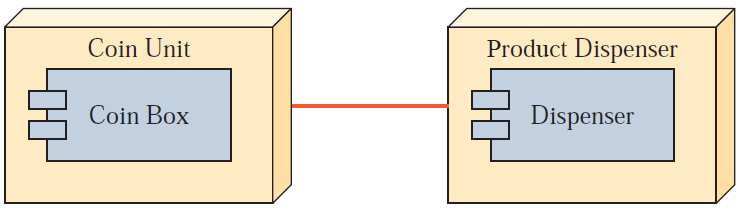 Coin Unit
Product Dispenser
Coin Box
Dispenser